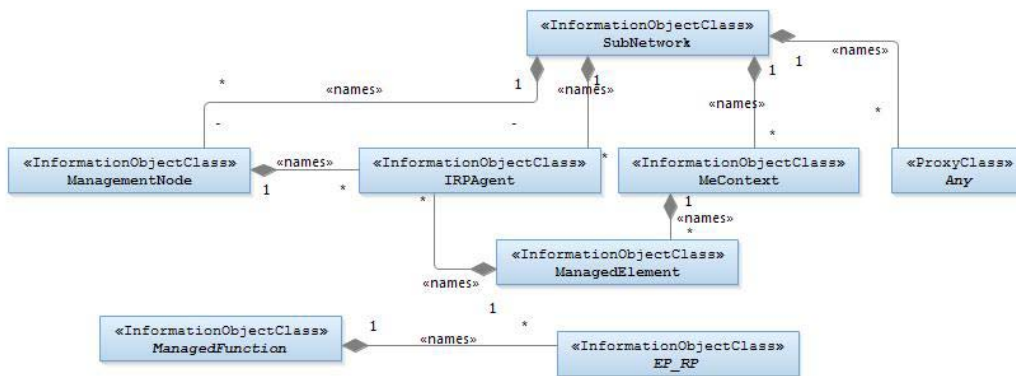 «InformationObjectClass»
SubNetwork
1
1
1
1
*
«names»
«names»
«names»
«names»
*
-
-
*
*
«InformationObjectClass»
ManagementNode
1
«names»
*
«InformationObjectClass»
IRPAgent
«InformationObjectClass»
MeContext
«ProxyClass»
Any
*
1
«names»
*
«InformationObjectClass»
ManagedElement
«names»
1
«InformationObjectClass»
ManagedFunction
1
«names»
*
«InformationObjectClass»
EP_RP